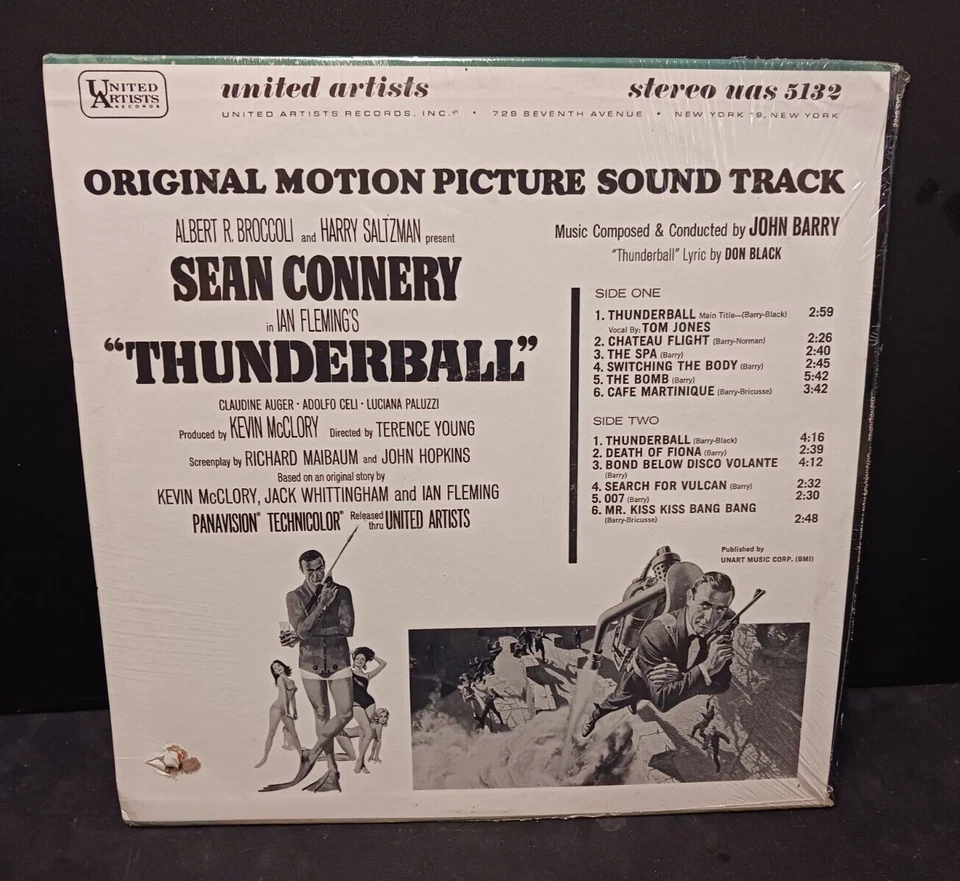 UNITED
ARTISTS
RECORDS
united artists
stereo uas 5132
UNITED ARTISTS RECORDS, INC. • 729 SEVENTH AVENUE • NEW YORK 19, NEW YORK
ORIGINAL MOTION PICTURE SOUND TRACK
ALBERT R. BROCCOLI and HARRY SALTZMAN present
SEAN CONNERY
in IAN FLEMING'S
“THUNDERBALL”
CLAUDINE AUGER · ADOLFO CELI · LUCIANA PALUZZI
Produced by KEVIN McCLORY Directed by TERENCE YOUNG
Screenplay by RICHARD MAIBAUM and JOHN HOPKINS
Based on an original story by
KEVIN McCLORY, JACK WHITTINGHAM and IAN FLEMING
PANAVISION® TECHNICOLOR® Released thru UNITED ARTISTS
Music Composed & Conducted by JOHN BARRY
"Thunderball" Lyric by DON BLACK
SIDE ONE
1. THUNDERBALL Main Title—(Barry-Black) 2:59
Vocal By: TOM JONES
2. CHATEAU FLIGHT (Barry-Norman) 2:26
3. THE SPA (Barry) 2:40
4. SWITCHING THE BODY (Barry) 2:45
5. THE BOMB (Barry) 5:42
6. CAFE MARTINIQUE (Barry-Bricusse) 3:42
SIDE TWO
1. THUNDERBALL (Barry-Black) 4:16
2. DEATH OF FIONA (Barry) 2:39
3. BOND BELOW DISCO VOLANTE 4:12
(Barry)
4. SEARCH FOR VULCAN (Barry) 2:32
5. 007 (Barry) 2:30
6. MR. KISS KISS BANG BANG
(Barry-Bricusse) 2:48
Published by
UNART MUSIC CORP. (BMI)